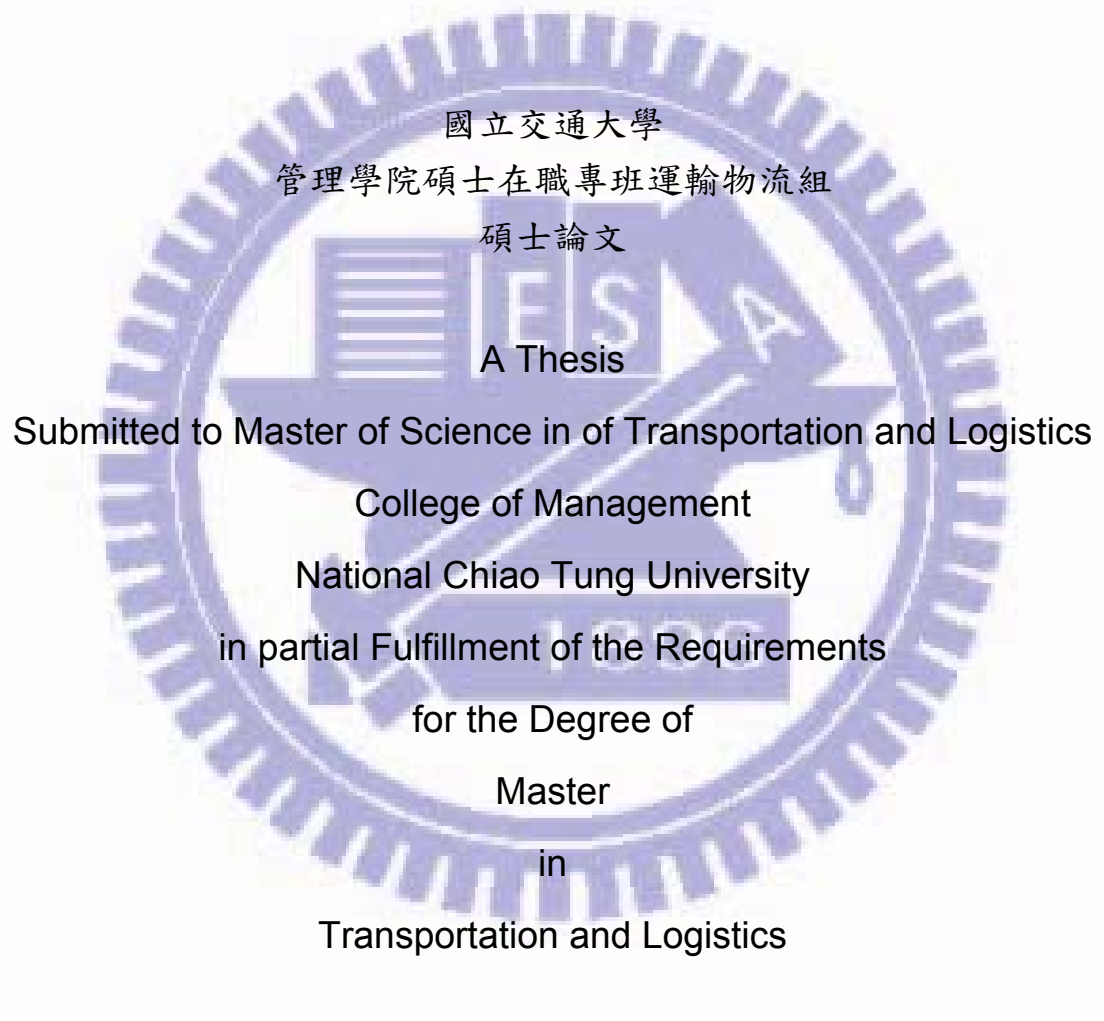 國立交通大學
管理學院碩士在職專班運輸物流組
碩士論文
E S A
A Thesis
Submitted to Master of Science in of Transportation and Logistics
College of Management
National Chiao Tung University
in partial Fulfillment of the Requirements
1896
for the Degree of
Master
in
Transportation and Logistics